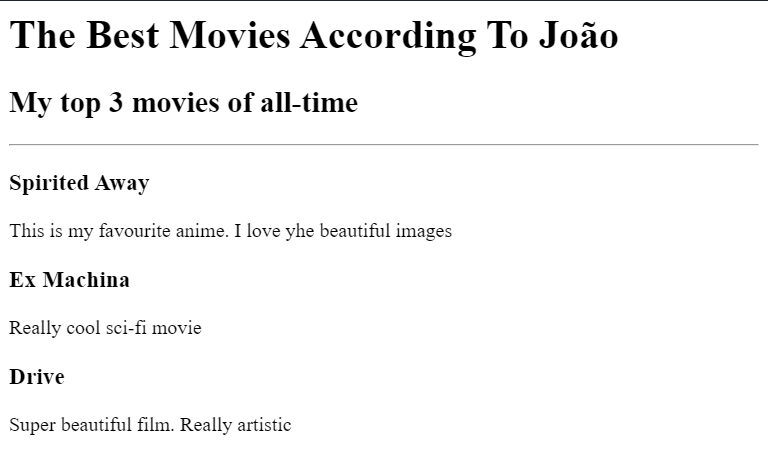 The Best Movies According To João
My top 3 movies of all-time
Spirited Away
This is my favourite anime. I love yhe beautiful images
Ex Machina
Really cool sci-fi movie
Drive
Super beautiful film. Really artistic